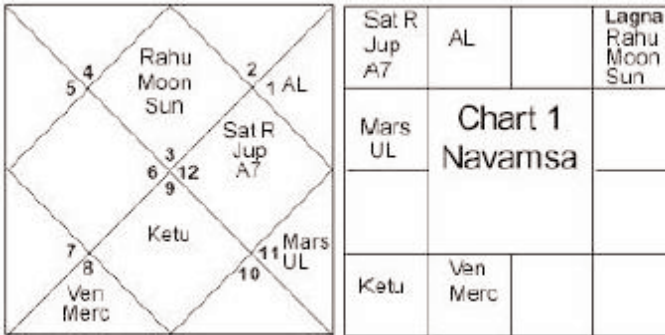 Rahu
Moon
Sun
4
5
2
1 AL
Sat R
Jup
A7
3
6 12
9
Ketu
7
8
Ven
Merc
11 Mars
UL
10
Sat R
Jup
A7
AL
Lagna
Rahu
Moon
Sun
Mars
UL
Chart 1
Navamsa
Ketu
Ven
Merc